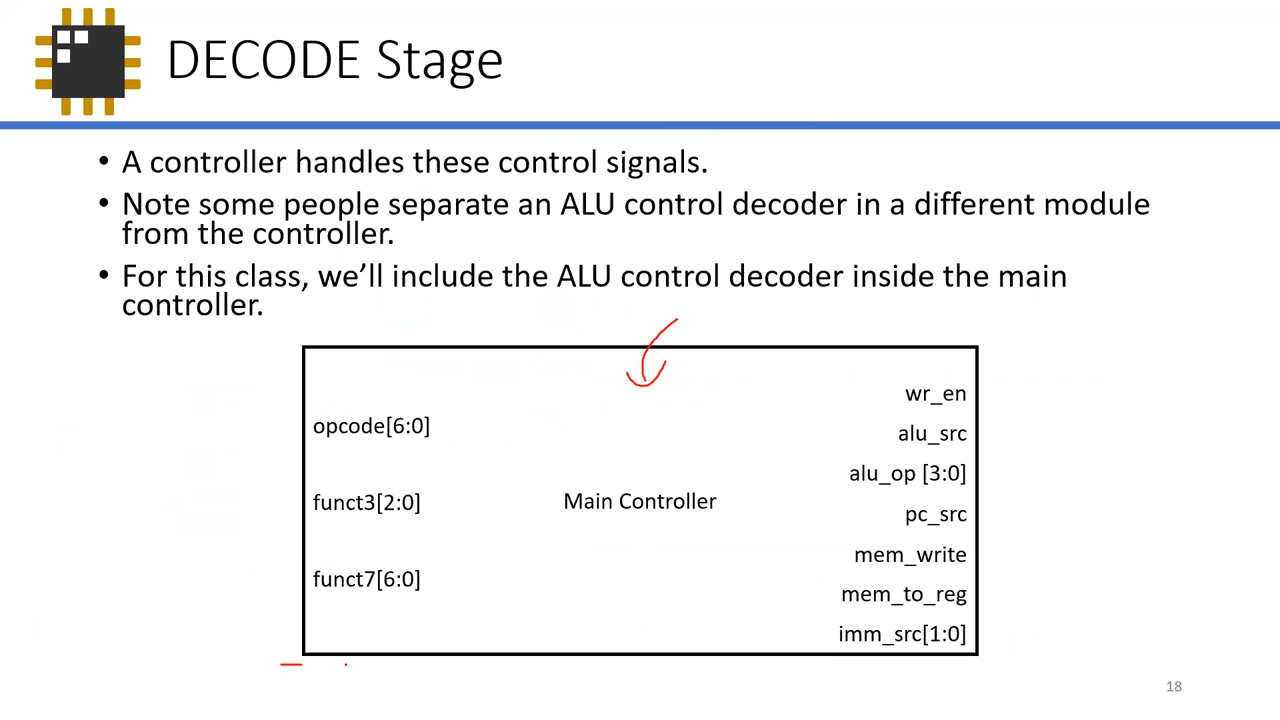 DECODE Stage
• A controller handles these control signals.
• Note some people separate an ALU control decoder in a different module
from the controller.
• For this class, we’ll include the ALU control decoder inside the main
controller.
wr_en
opcode[6:0]
alu_src
alu_op [3:0]
funct3[2:0]
Main Controller
pc_src
mem_write
funct7[6:0]
mem_to_reg
imm_src[1:0]
18